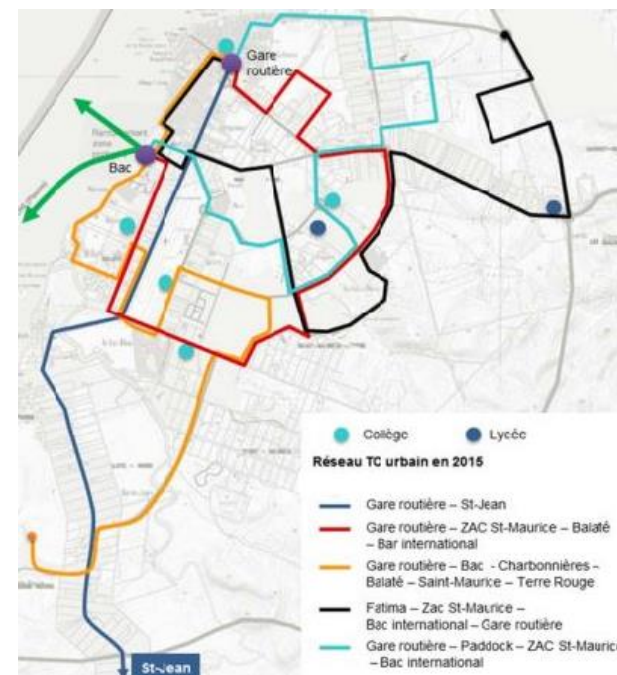 Gare
routière
Bac
Collège
Lycée
Réseau TC urbain en 2015
Gare routière – St-Jean
Gare routière – ZAC St-Maurice – Balaté
– Bar international
Gare routière – Bac - Charbonnières –
Balaté – Saint-Maurice – Terre Rouge
Fatima – Zac St-Maurice –
Bac international – Gare routière
Gare routière – Paddock – ZAC St-Maurice
– Bac international
St-Jean